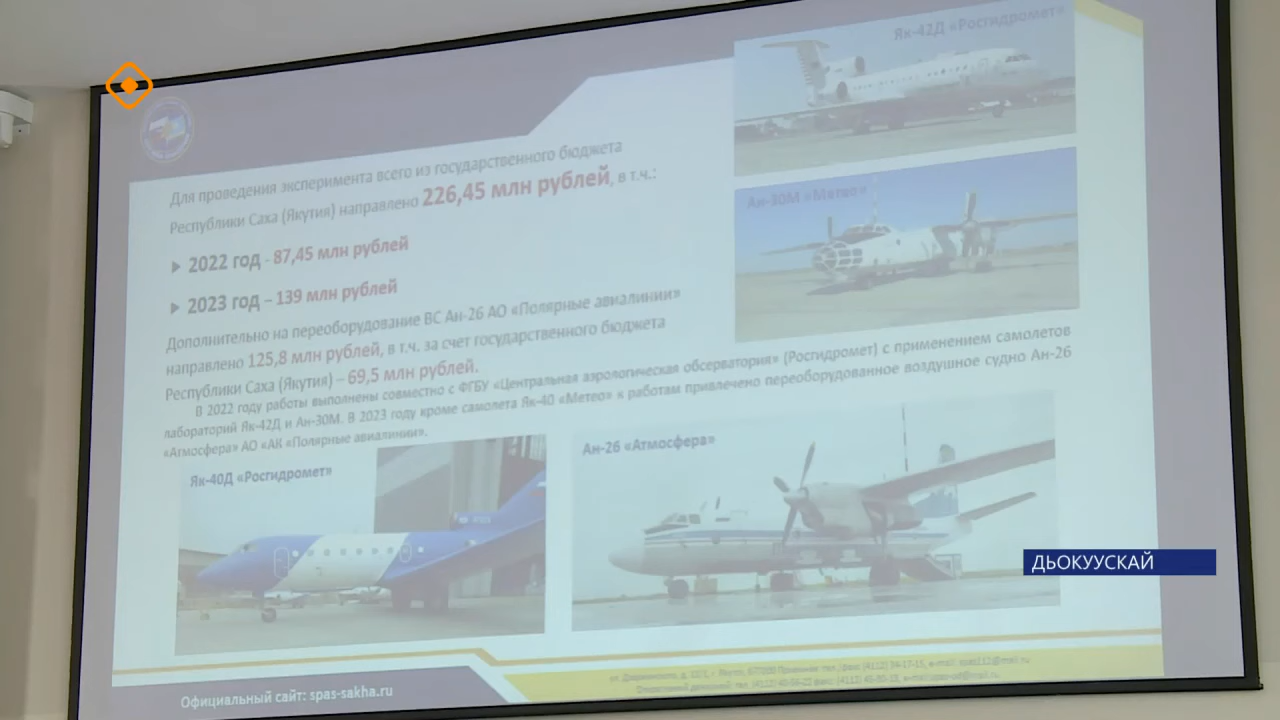 Як-42Д «Росгидромет»
Для проведения эксперимента всего из государственного бюджета
Республики Саха (Якутия) направлено 226,45 млн рублей, в т.ч.:
Ан-30М «Метео»
2022 год - 87,45 млн рублей
2023 год – 139 млн рублей
Дополнительно на переоборудование ВС Ан-26 АО «Полярные авиалинии»
направлено 125,8 млн рублей, в т.ч. за счет государственного бюджета
Республики Саха (Якутия) – 69,5 млн рублей.
В 2022 году работы выполнены совместно с ФГБУ «Центральная аэрологическая обсерватория» (Росгидромет) с применением самолетов
лабораторий Як-42Д и Ан-30М. В 2023 году кроме самолета Як-40 «Метео» к работам привлечено переоборудованное воздушное судно Ан-26
«Атмосфера» АО «АК «Полярные авиалинии».
Як-40Д «Росгидромет»
Ан-26 «Атмосфера»
ДЬОКУУСКАЙ
Официальный сайт: spas-sakha.ru